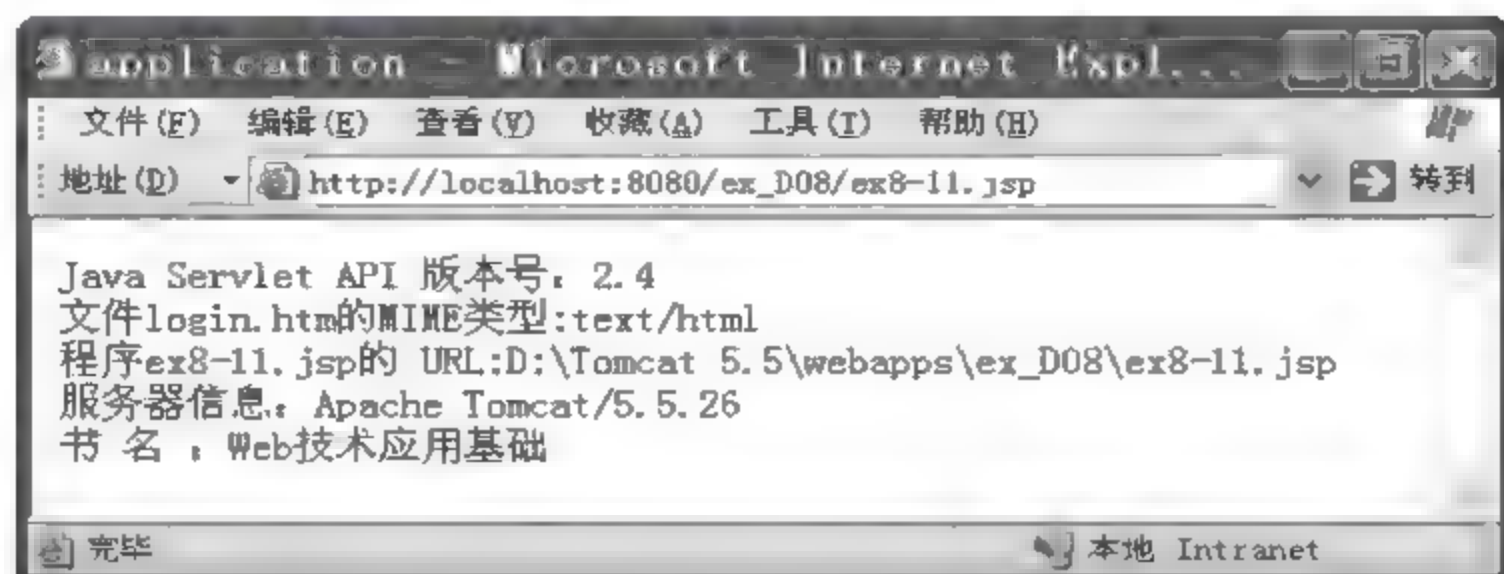 application - Microsoft Internet Expl...
文件(F) 编辑(E) 查看(V) 收藏(A) 工具(T) 帮助(H)
地址(D) http://localhost:8080/ex_D08/ex8-11.jsp 转到
Java Servlet API 版本号：2.4
文件login.htm的MIME类型:text/html
程序ex8-11.jsp的 URL:D:\Tomcat 5.5\webapps\ex_D08\ex8-11.jsp
服务器信息：Apache Tomcat/5.5.26
书 名 ：Web技术应用基础
完毕 本地 Intranet